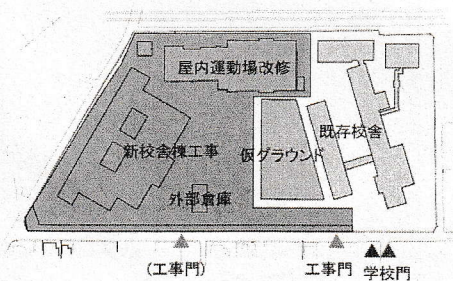 屋内運動場改修
既存校舎
新校舎棟工事
仮グラウンド
外部倉庫
(工事門)
工事門
学校門